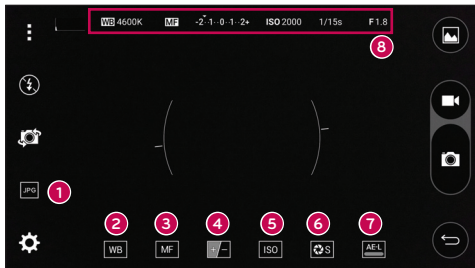 WB 4600K MF -2··1··0··1··2+ ISO 2000 1/15s F 1.8
8
JPG 1
2 3 4 5 6 7
WB MF +/- ISO S AE-L